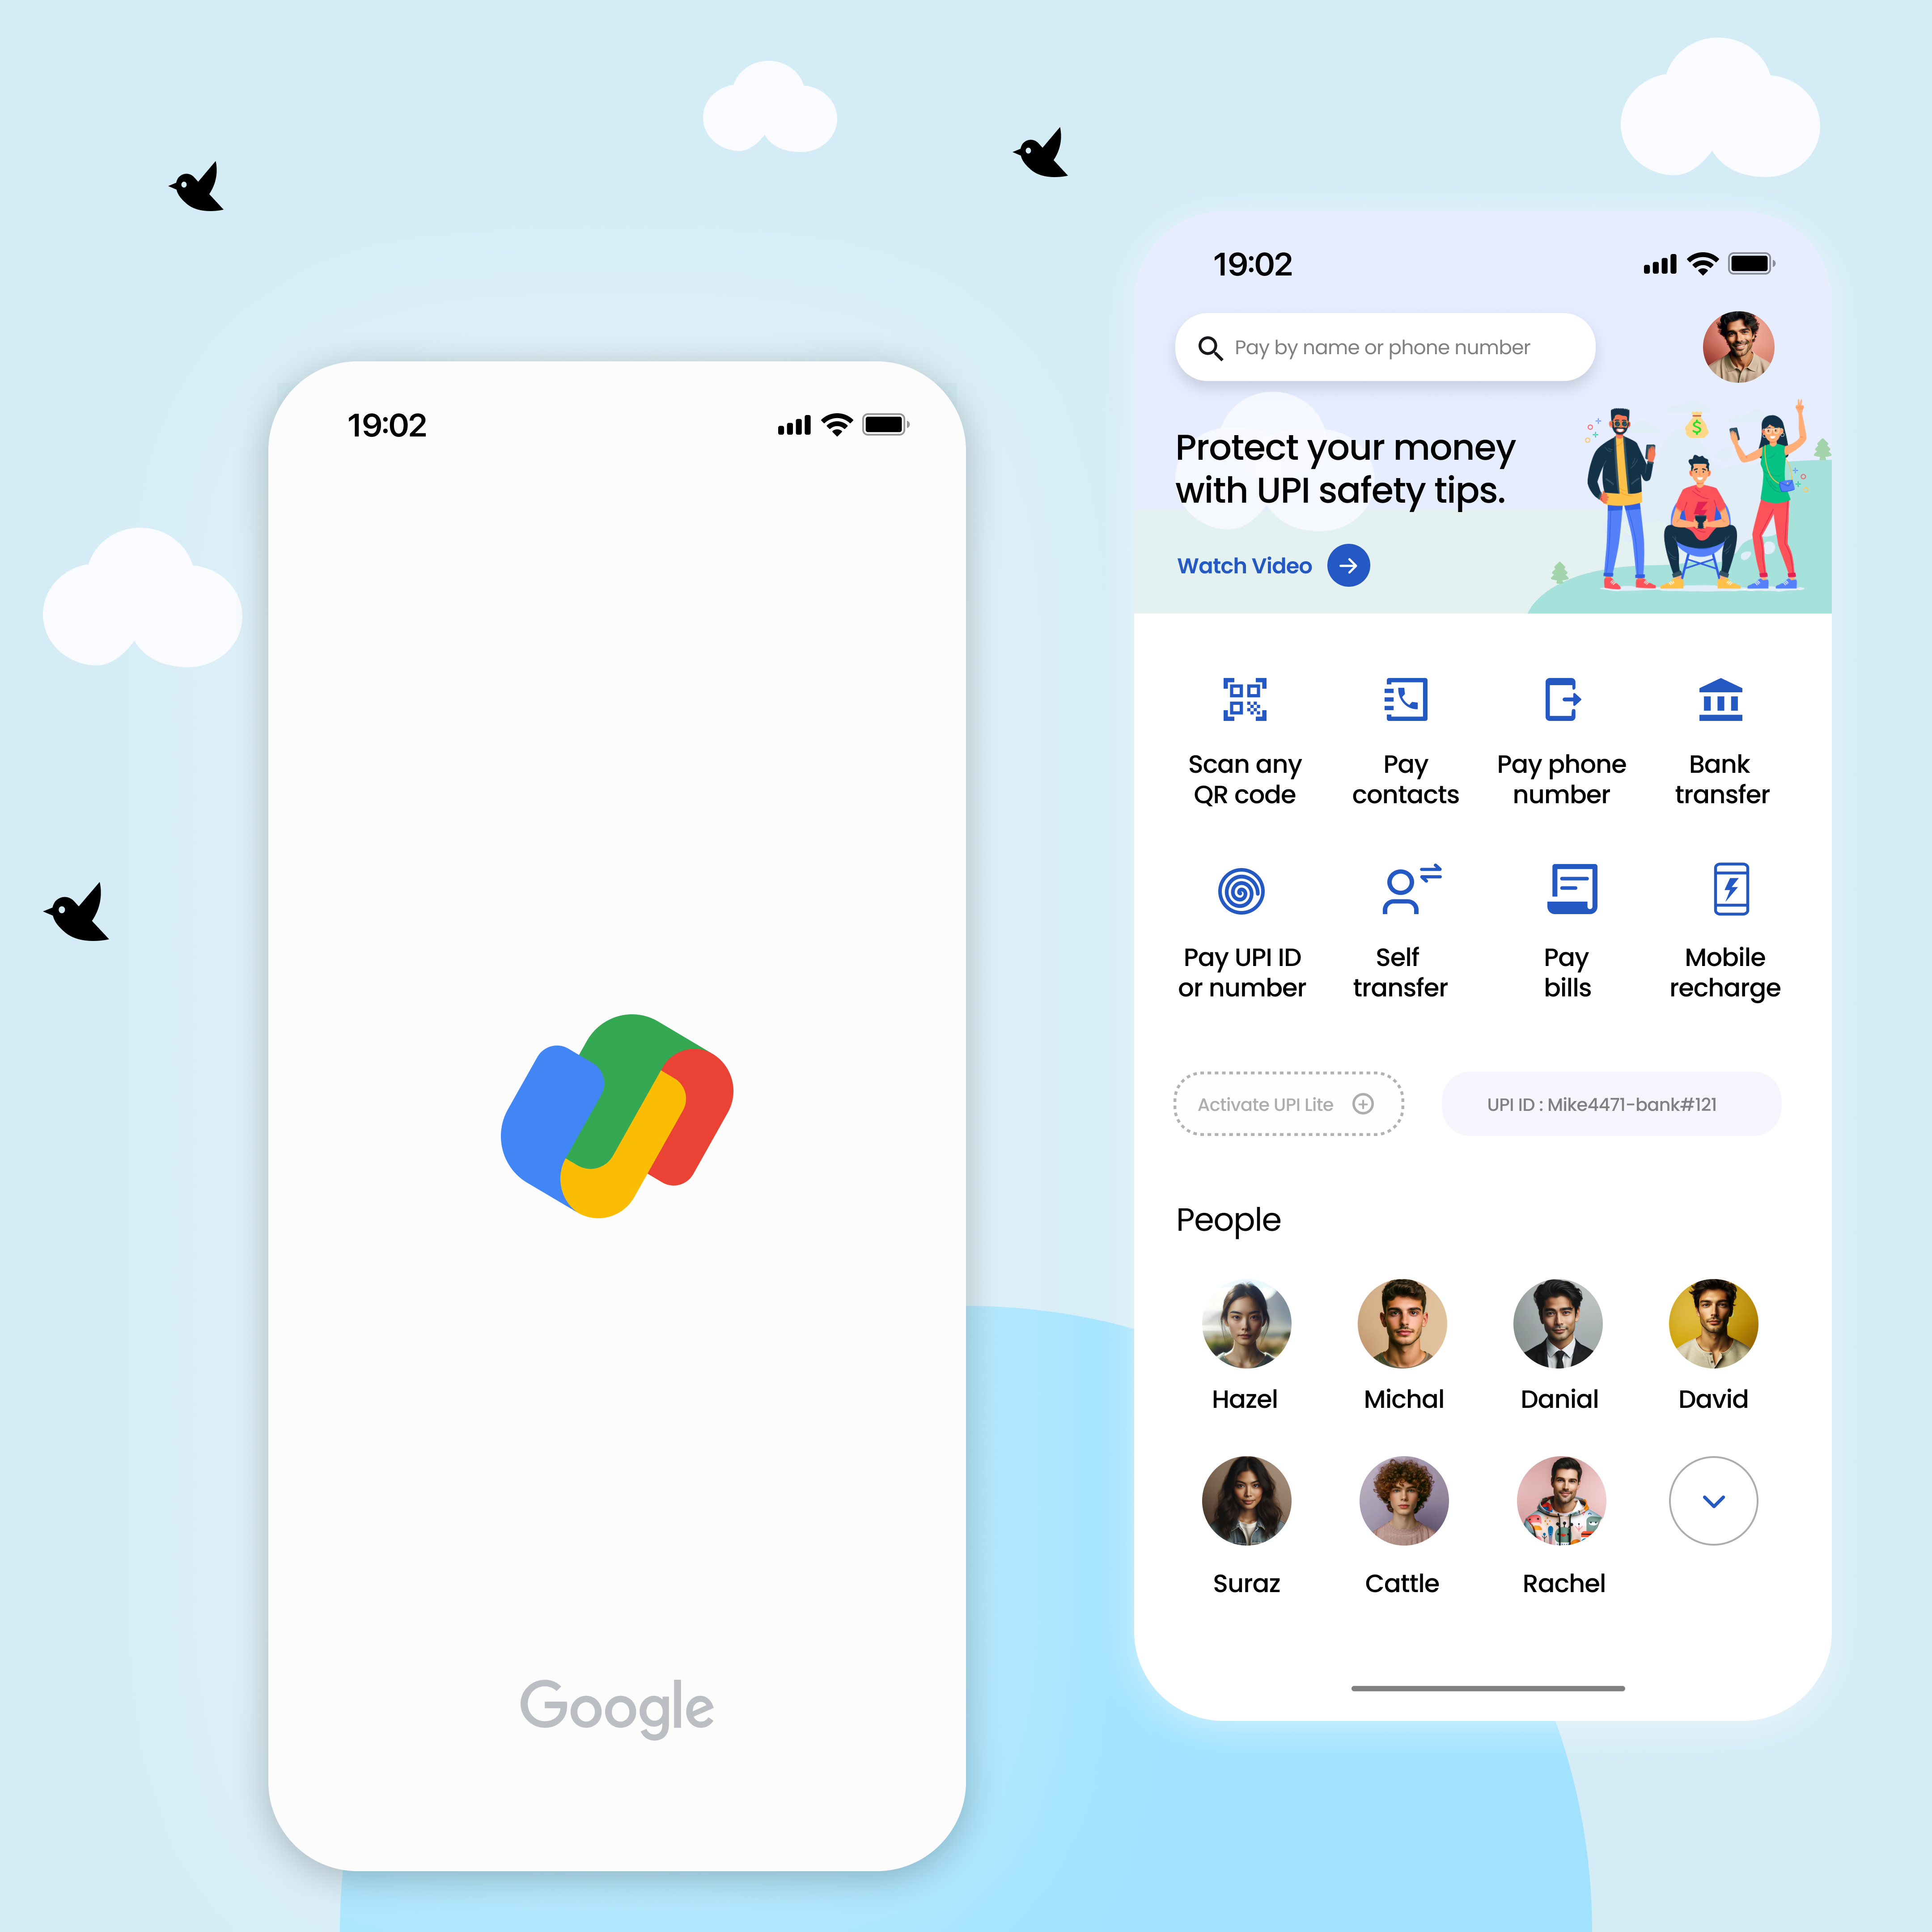 19:02
Google
19:02
Pay by name or phone number
Protect your money
with UPI safety tips.
Watch Video
Scan any
QR code
Pay
contacts
Pay phone
number
Bank
transfer
Pay UPI ID
or number
Self
transfer
Pay
bills
Mobile
recharge
Activate UPI Lite
UPI ID : Mike4471-bank#121
People
Hazel
Michal
Danial
David
Suraz
Cattle
Rachel